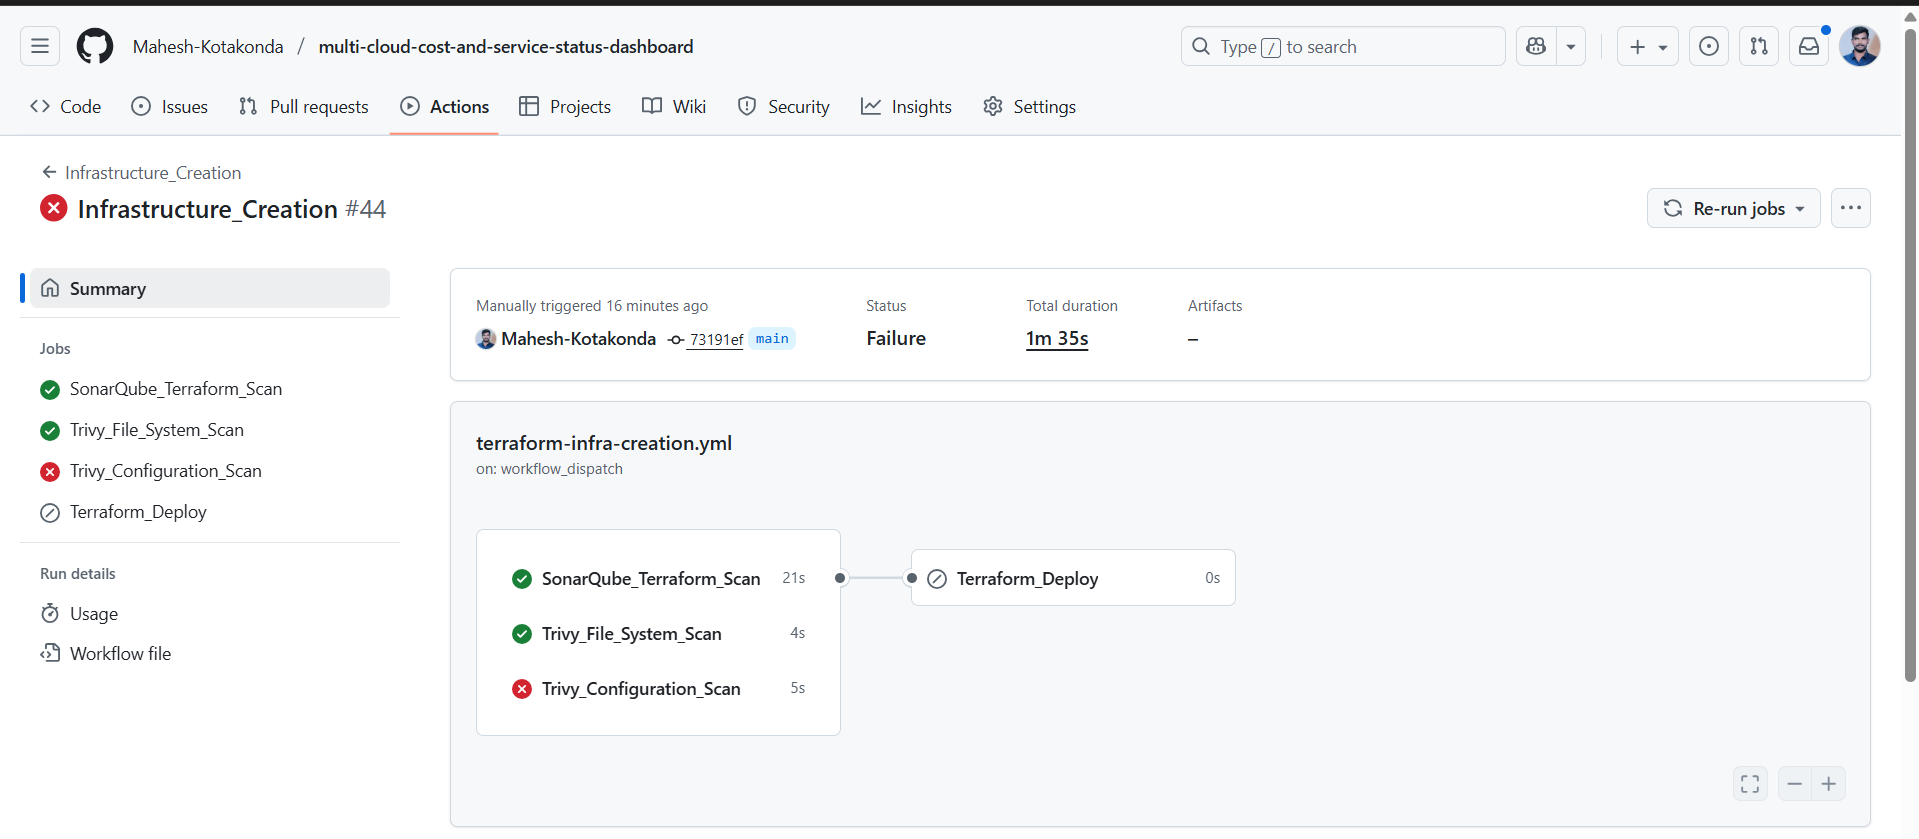 Mahesh-Kotakonda / multi-cloud-cost-and-service-status-dashboard
Type / to search
Code
Issues
Pull requests
Actions
Projects
Wiki
Security
Insights
Settings
Infrastructure_Creation
Infrastructure_Creation #44
Re-run jobs
Summary
Jobs
SonarQube_Terraform_Scan
Trivy_File_System_Scan
Trivy_Configuration_Scan
Terraform_Deploy
Run details
Usage
Workflow file
Manually triggered 16 minutes ago
Mahesh-Kotakonda 73191ef main
Status
Failure
Total duration
1m 35s
Artifacts
–
terraform-infra-creation.yml
on: workflow_dispatch
SonarQube_Terraform_Scan 21s
Trivy_File_System_Scan 4s
Trivy_Configuration_Scan 5s
Terraform_Deploy 0s